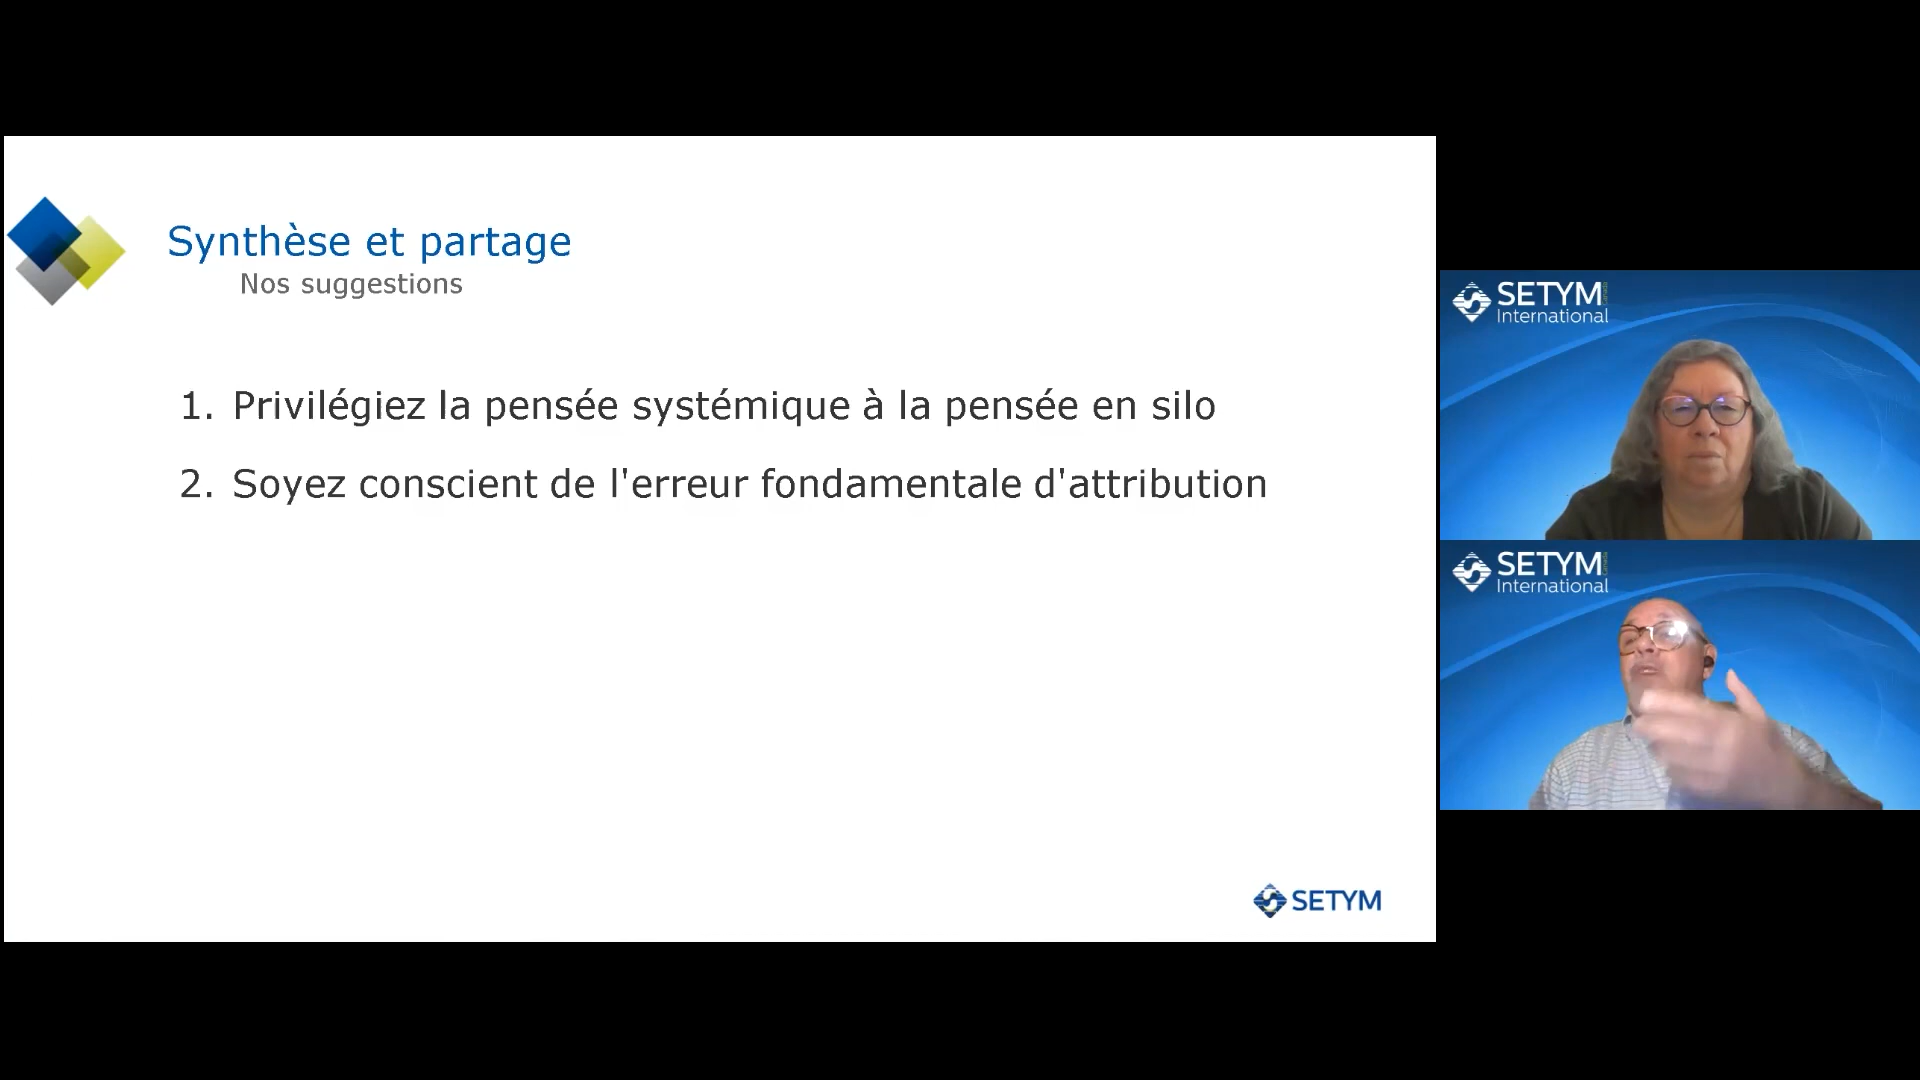 Synthèse et partage
Nos suggestions
1. Privilégiez la pensée systémique à la pensée en silo
2. Soyez conscient de l'erreur fondamentale d'attribution
SETYM
SETYM
International
SETYM
International